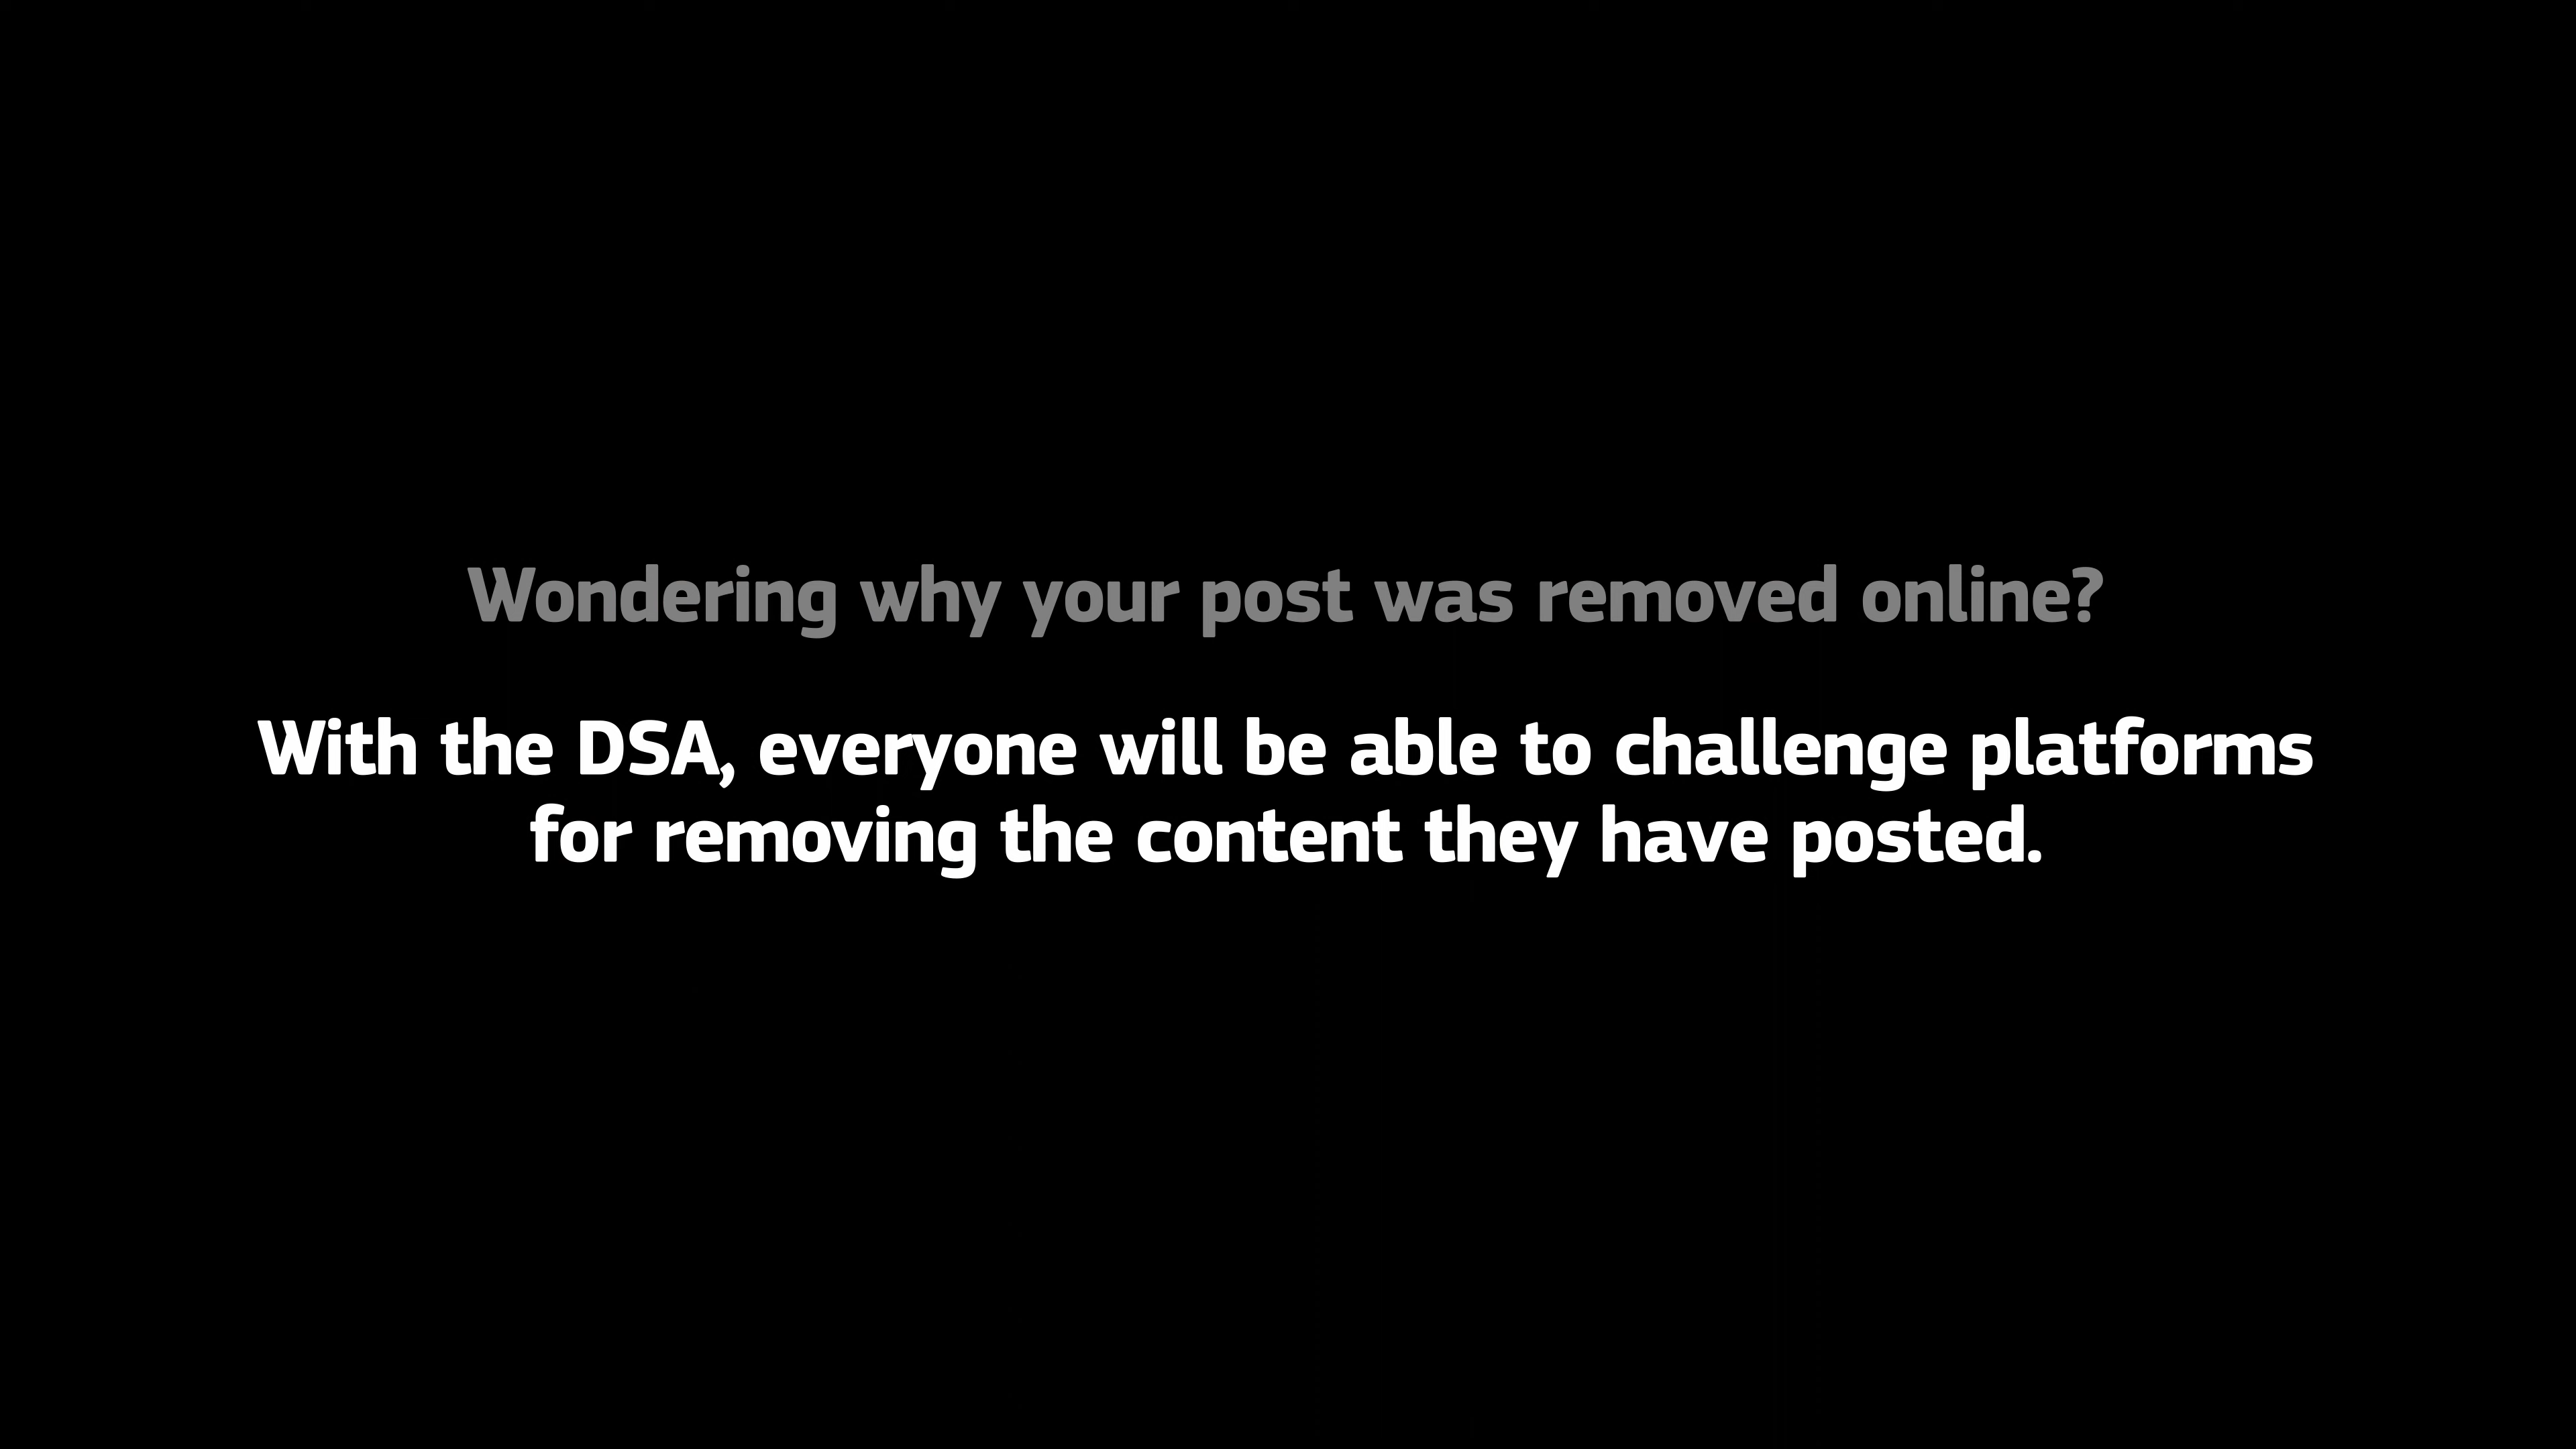 Wondering why your post was removed online?
With the DSA, everyone will be able to challenge platforms
for removing the content they have posted.